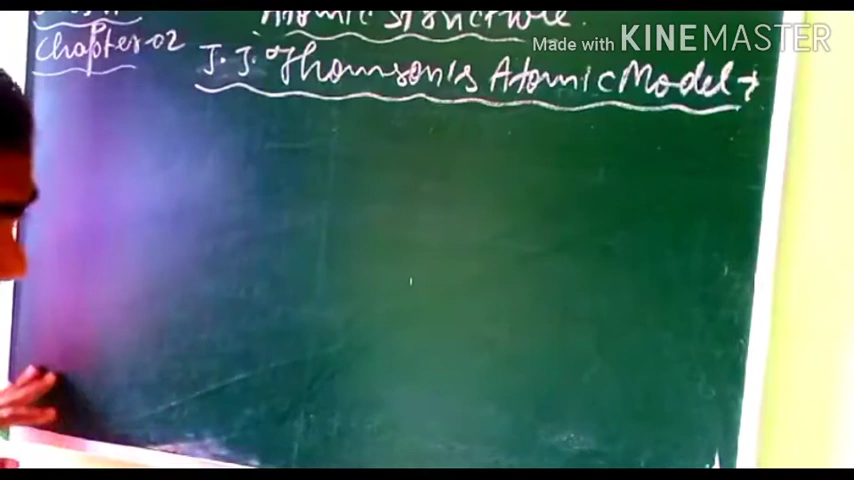 Atomic Structure.
Chapter-02
J. J. Thomson's Atomic Model →
Made with KINEMASTER